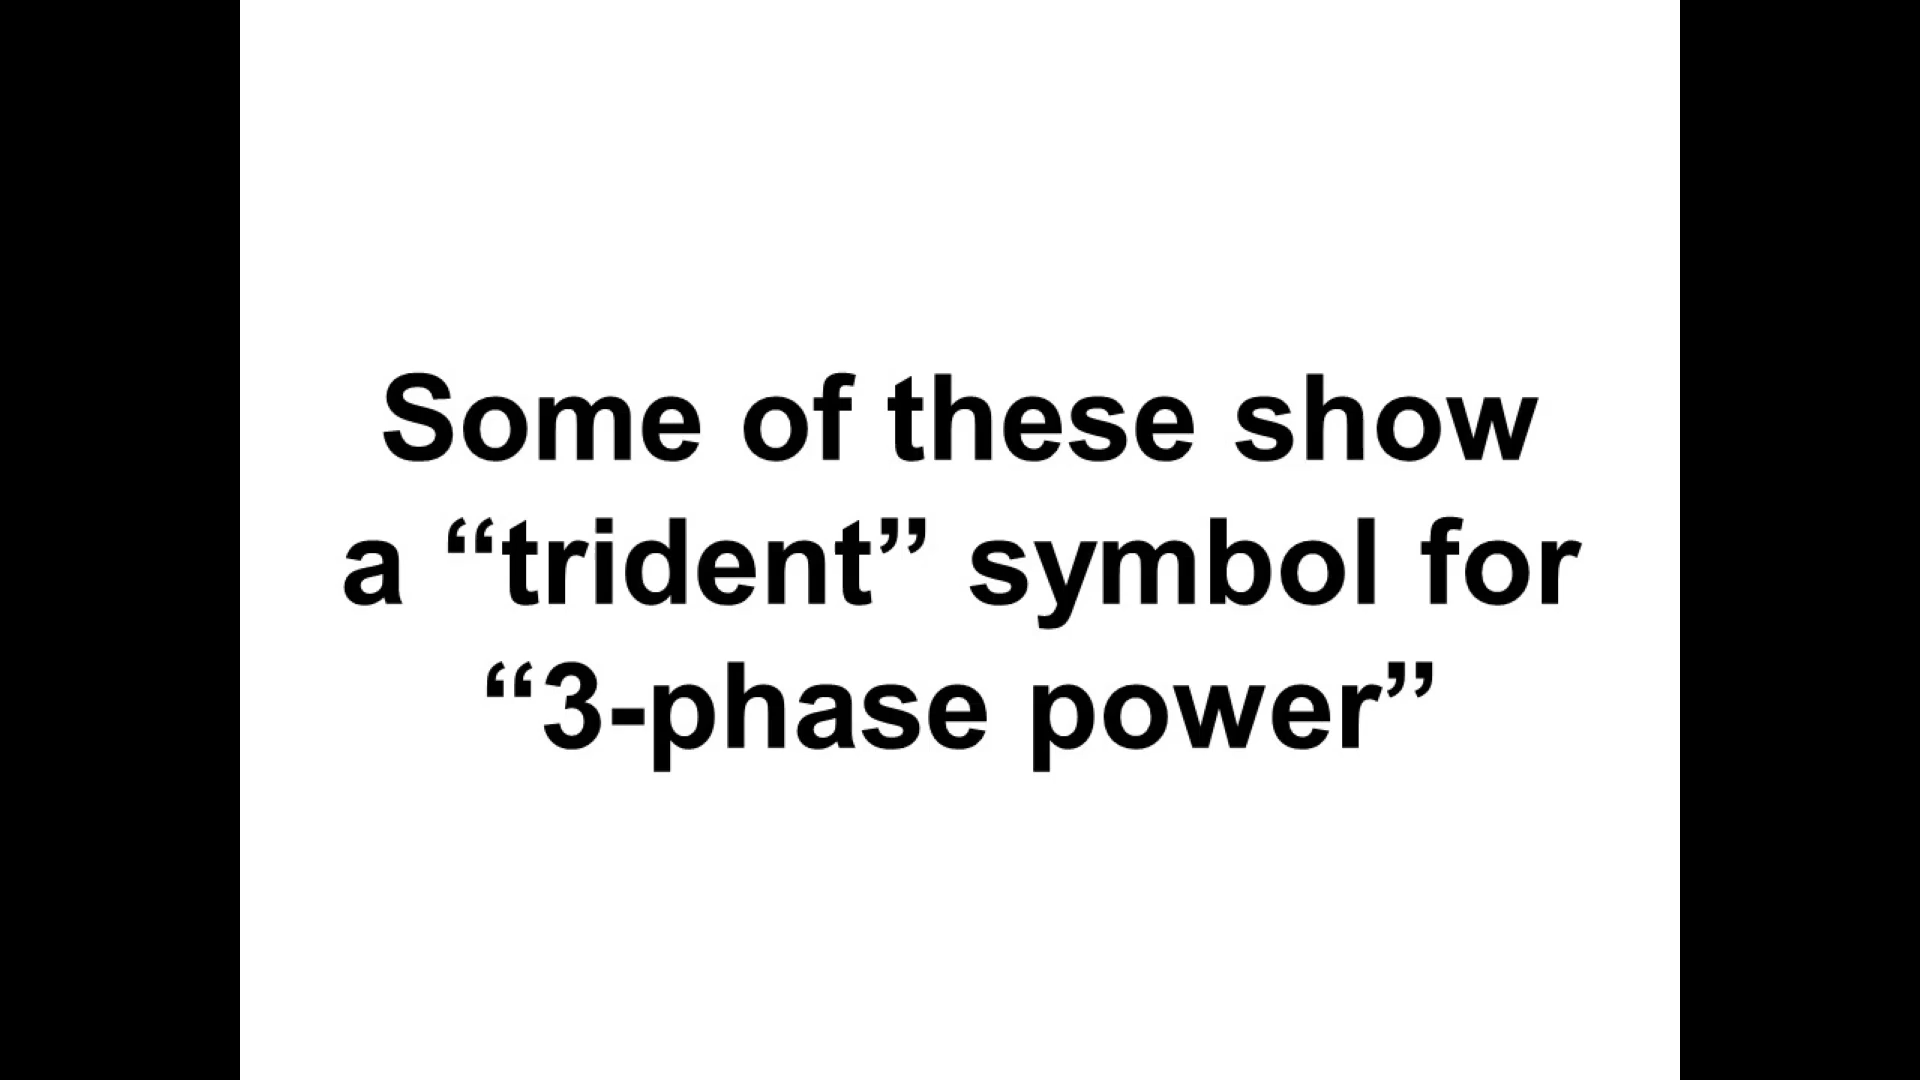 Some of these show
a “trident” symbol for
“3-phase power”